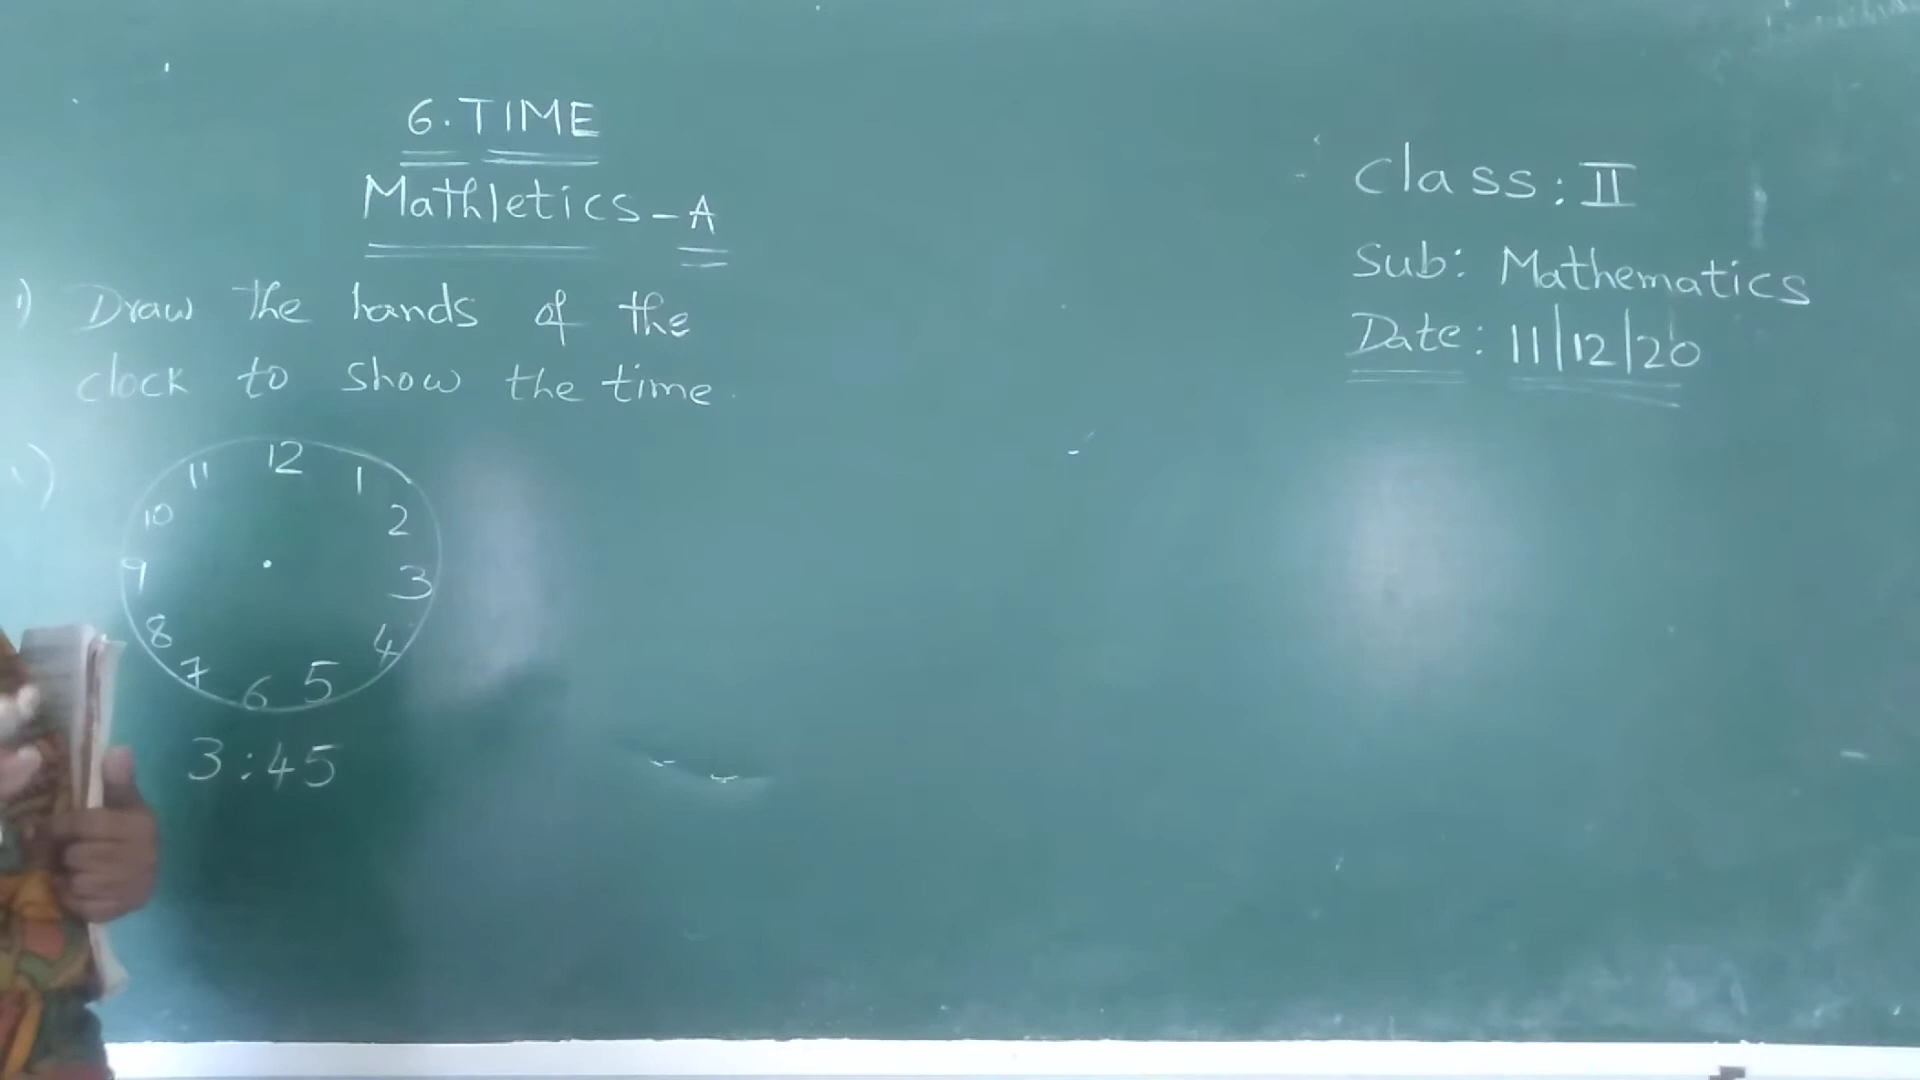 6. TIME
Mathletics - A
1) Draw the hands of the
clock to show the time.
Class: II
Sub: Mathematics
Date: 11/12/20
12
11 1
10 2
9 3
8 4
7 5
6
3:45